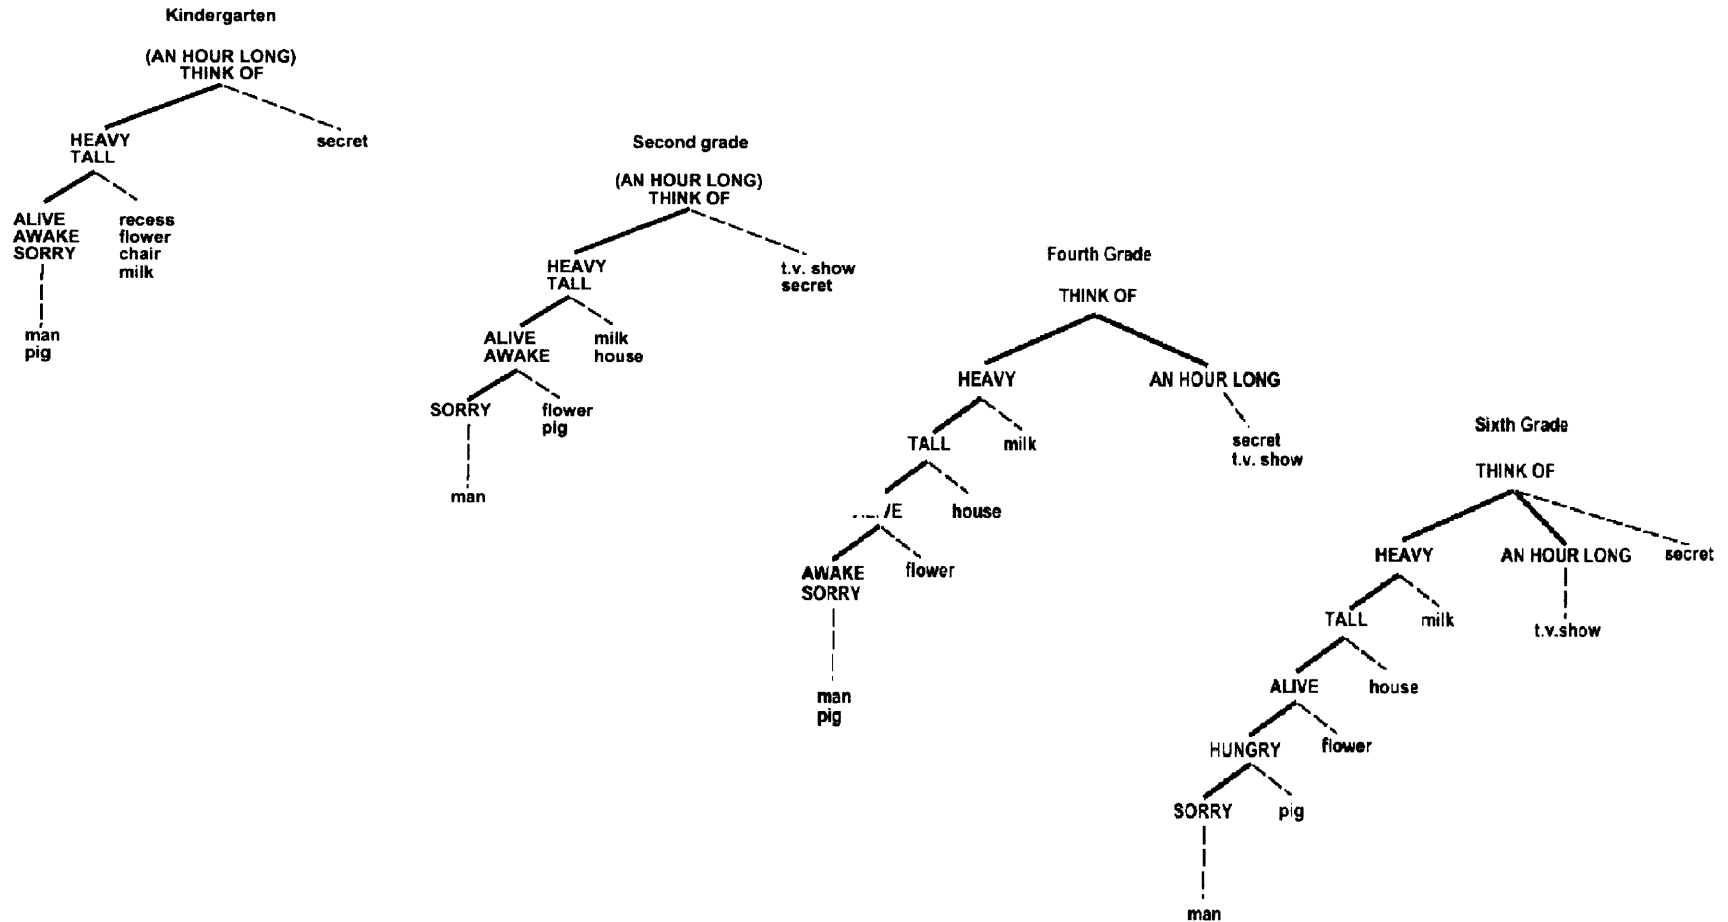 Kindergarten
(AN HOUR LONG)
THINK OF
HEAVY
TALL
secret
ALIVE
AWAKE
SORRY
recess
flower
chair
milk
man
pig
Second grade
(AN HOUR LONG)
THINK OF
HEAVY
TALL
t.v. show
secret
ALIVE
AWAKE
milk
house
SORRY
flower
pig
man
Fourth Grade
THINK OF
HEAVY
AN HOUR LONG
TALL
milk
secret
t.v. show
house
AWAKE
SORRY
flower
man
pig
Sixth Grade
THINK OF
HEAVY
AN HOUR LONG
secret
TALL
milk
t.v.show
ALIVE
house
HUNGRY
flower
SORRY
pig
man